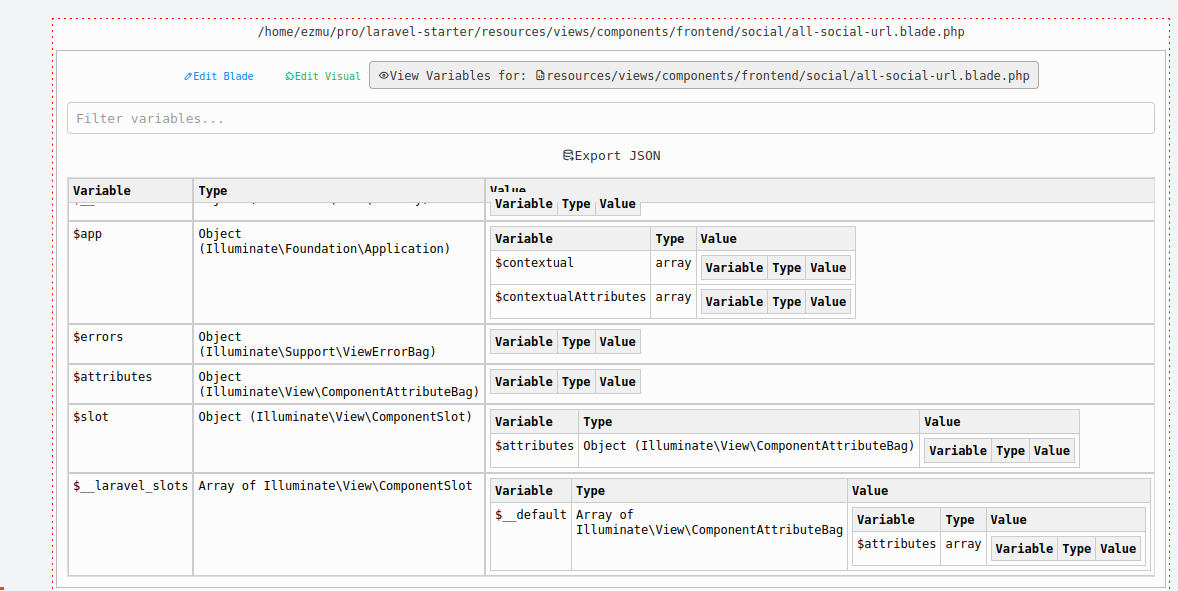 /home/ezmu/pro/laravel-starter/resources/views/components/frontend/social/all-social-url.blade.php
Edit Blade Edit Visual View Variables for: resources/views/components/frontend/social/all-social-url.blade.php
Filter variables...
Export JSON
Variable Type Value
Variable Type Value
$app Object
(Illuminate\Foundation\Application)
Variable Type Value
$contextual array Variable Type Value
$contextualAttributes array Variable Type Value
$errors Object
(Illuminate\Support\ViewErrorBag)
Variable Type Value
$attributes Object
(Illuminate\View\ComponentAttributeBag)
Variable Type Value
$slot Object (Illuminate\View\ComponentSlot)
Variable Type Value
$attributes Object (Illuminate\View\ComponentAttributeBag) Variable Type Value
$__laravel_slots Array of Illuminate\View\ComponentSlot
Variable Type Value
$__default Array of
Illuminate\View\ComponentAttributeBag
Variable Type Value
$attributes array Variable Type Value